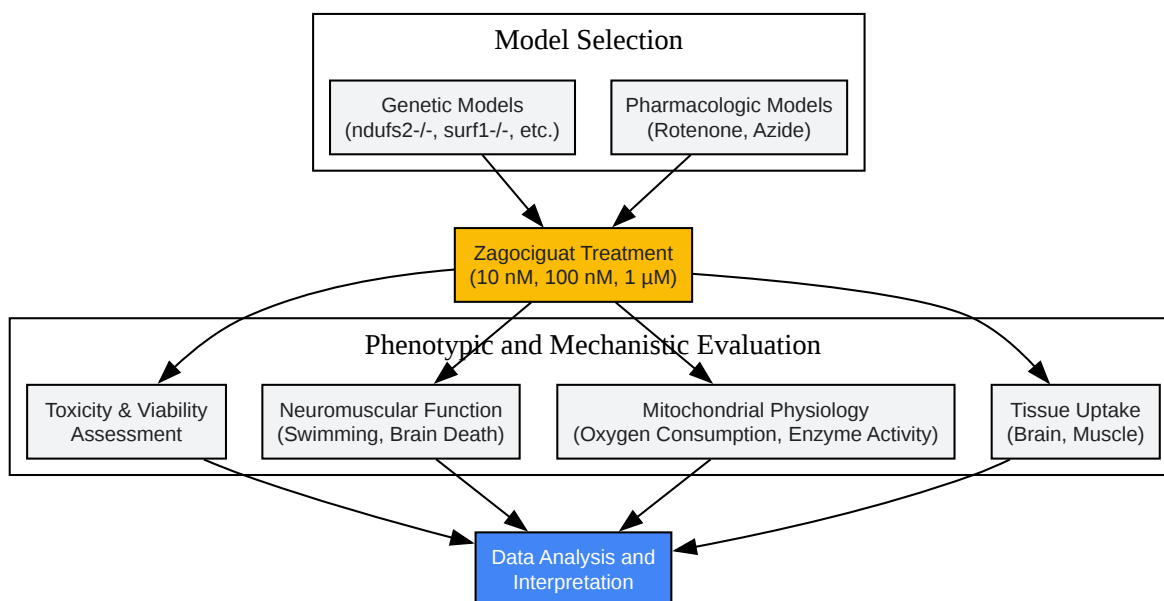 Model Selection
Genetic Models
(ndufs2-/-, surf1-/-, etc.)
Pharmacologic Models
(Rotenone, Azide)
Zagociguat Treatment
(10 nM, 100 nM, 1 µM)
Phenotypic and Mechanistic Evaluation
Toxicity & Viability
Assessment
Neuromuscular Function
(Swimming, Brain Death)
Mitochondrial Physiology
(Oxygen Consumption, Enzyme Activity)
Tissue Uptake
(Brain, Muscle)
Data Analysis and
Interpretation